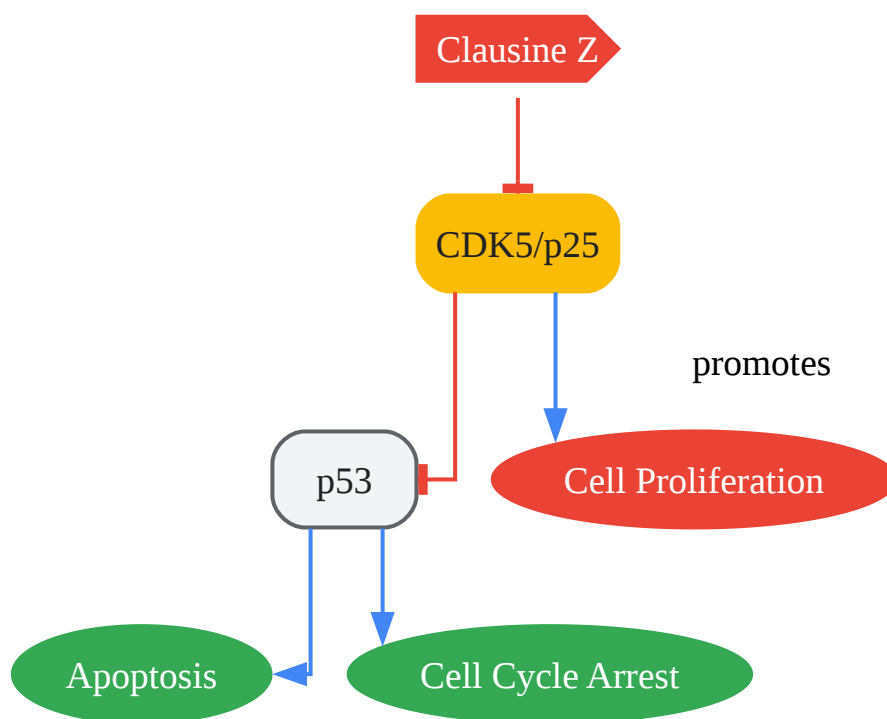 Clausine Z
CDK5/p25
promotes
p53
Cell Proliferation
Apoptosis
Cell Cycle Arrest